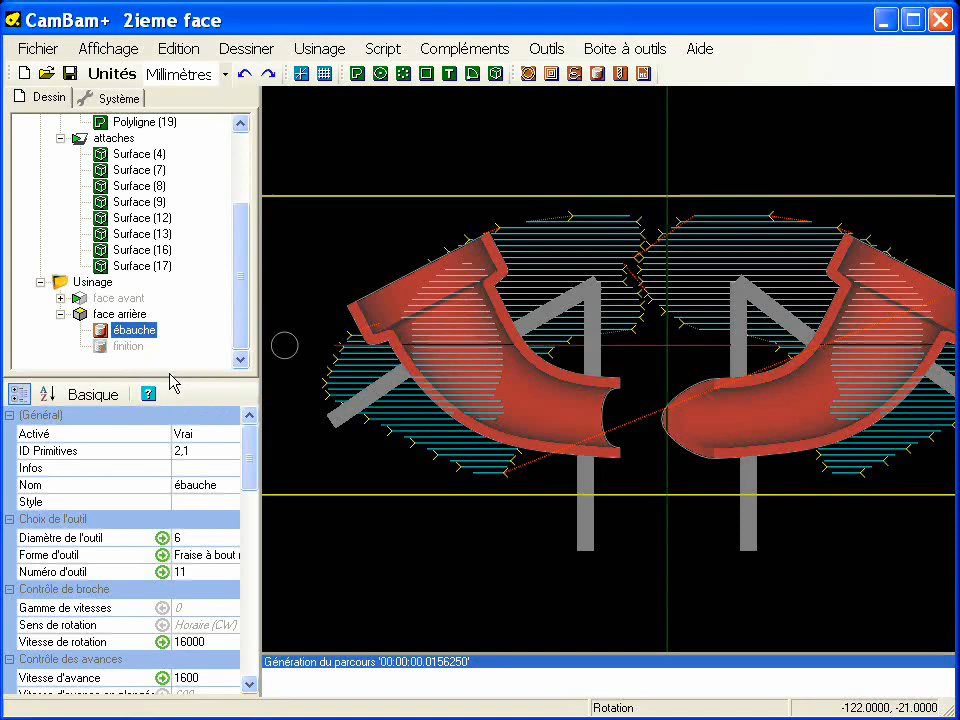 CamBam+ 2ieme face
Fichier Affichage Edition Dessiner Usinage Script Compléments Outils Boite à outils Aide
Unités Millimètres
Dessin Système
Polyligne (19)
attaches
Surface (4)
Surface (7)
Surface (8)
Surface (9)
Surface (12)
Surface (13)
Surface (16)
Surface (17)
Usinage
face avant
face arrière
ébauche
finition
Basique
(Général)
Activé Vrai
ID Primitives 2,1
Infos
Nom ébauche
Style
Choix de l'outil
Diamètre de l'outil 6
Forme d'outil Fraise à bout
Numéro d'outil 11
Contrôle de broche
Gamme de vitesses 0
Sens de rotation Horaire (CW)
Vitesse de rotation 16000
Contrôle des avances
Vitesse d'avance 1600
Génération du parcours '00:00:00.0156250'
Rotation -122.0000, -21.0000